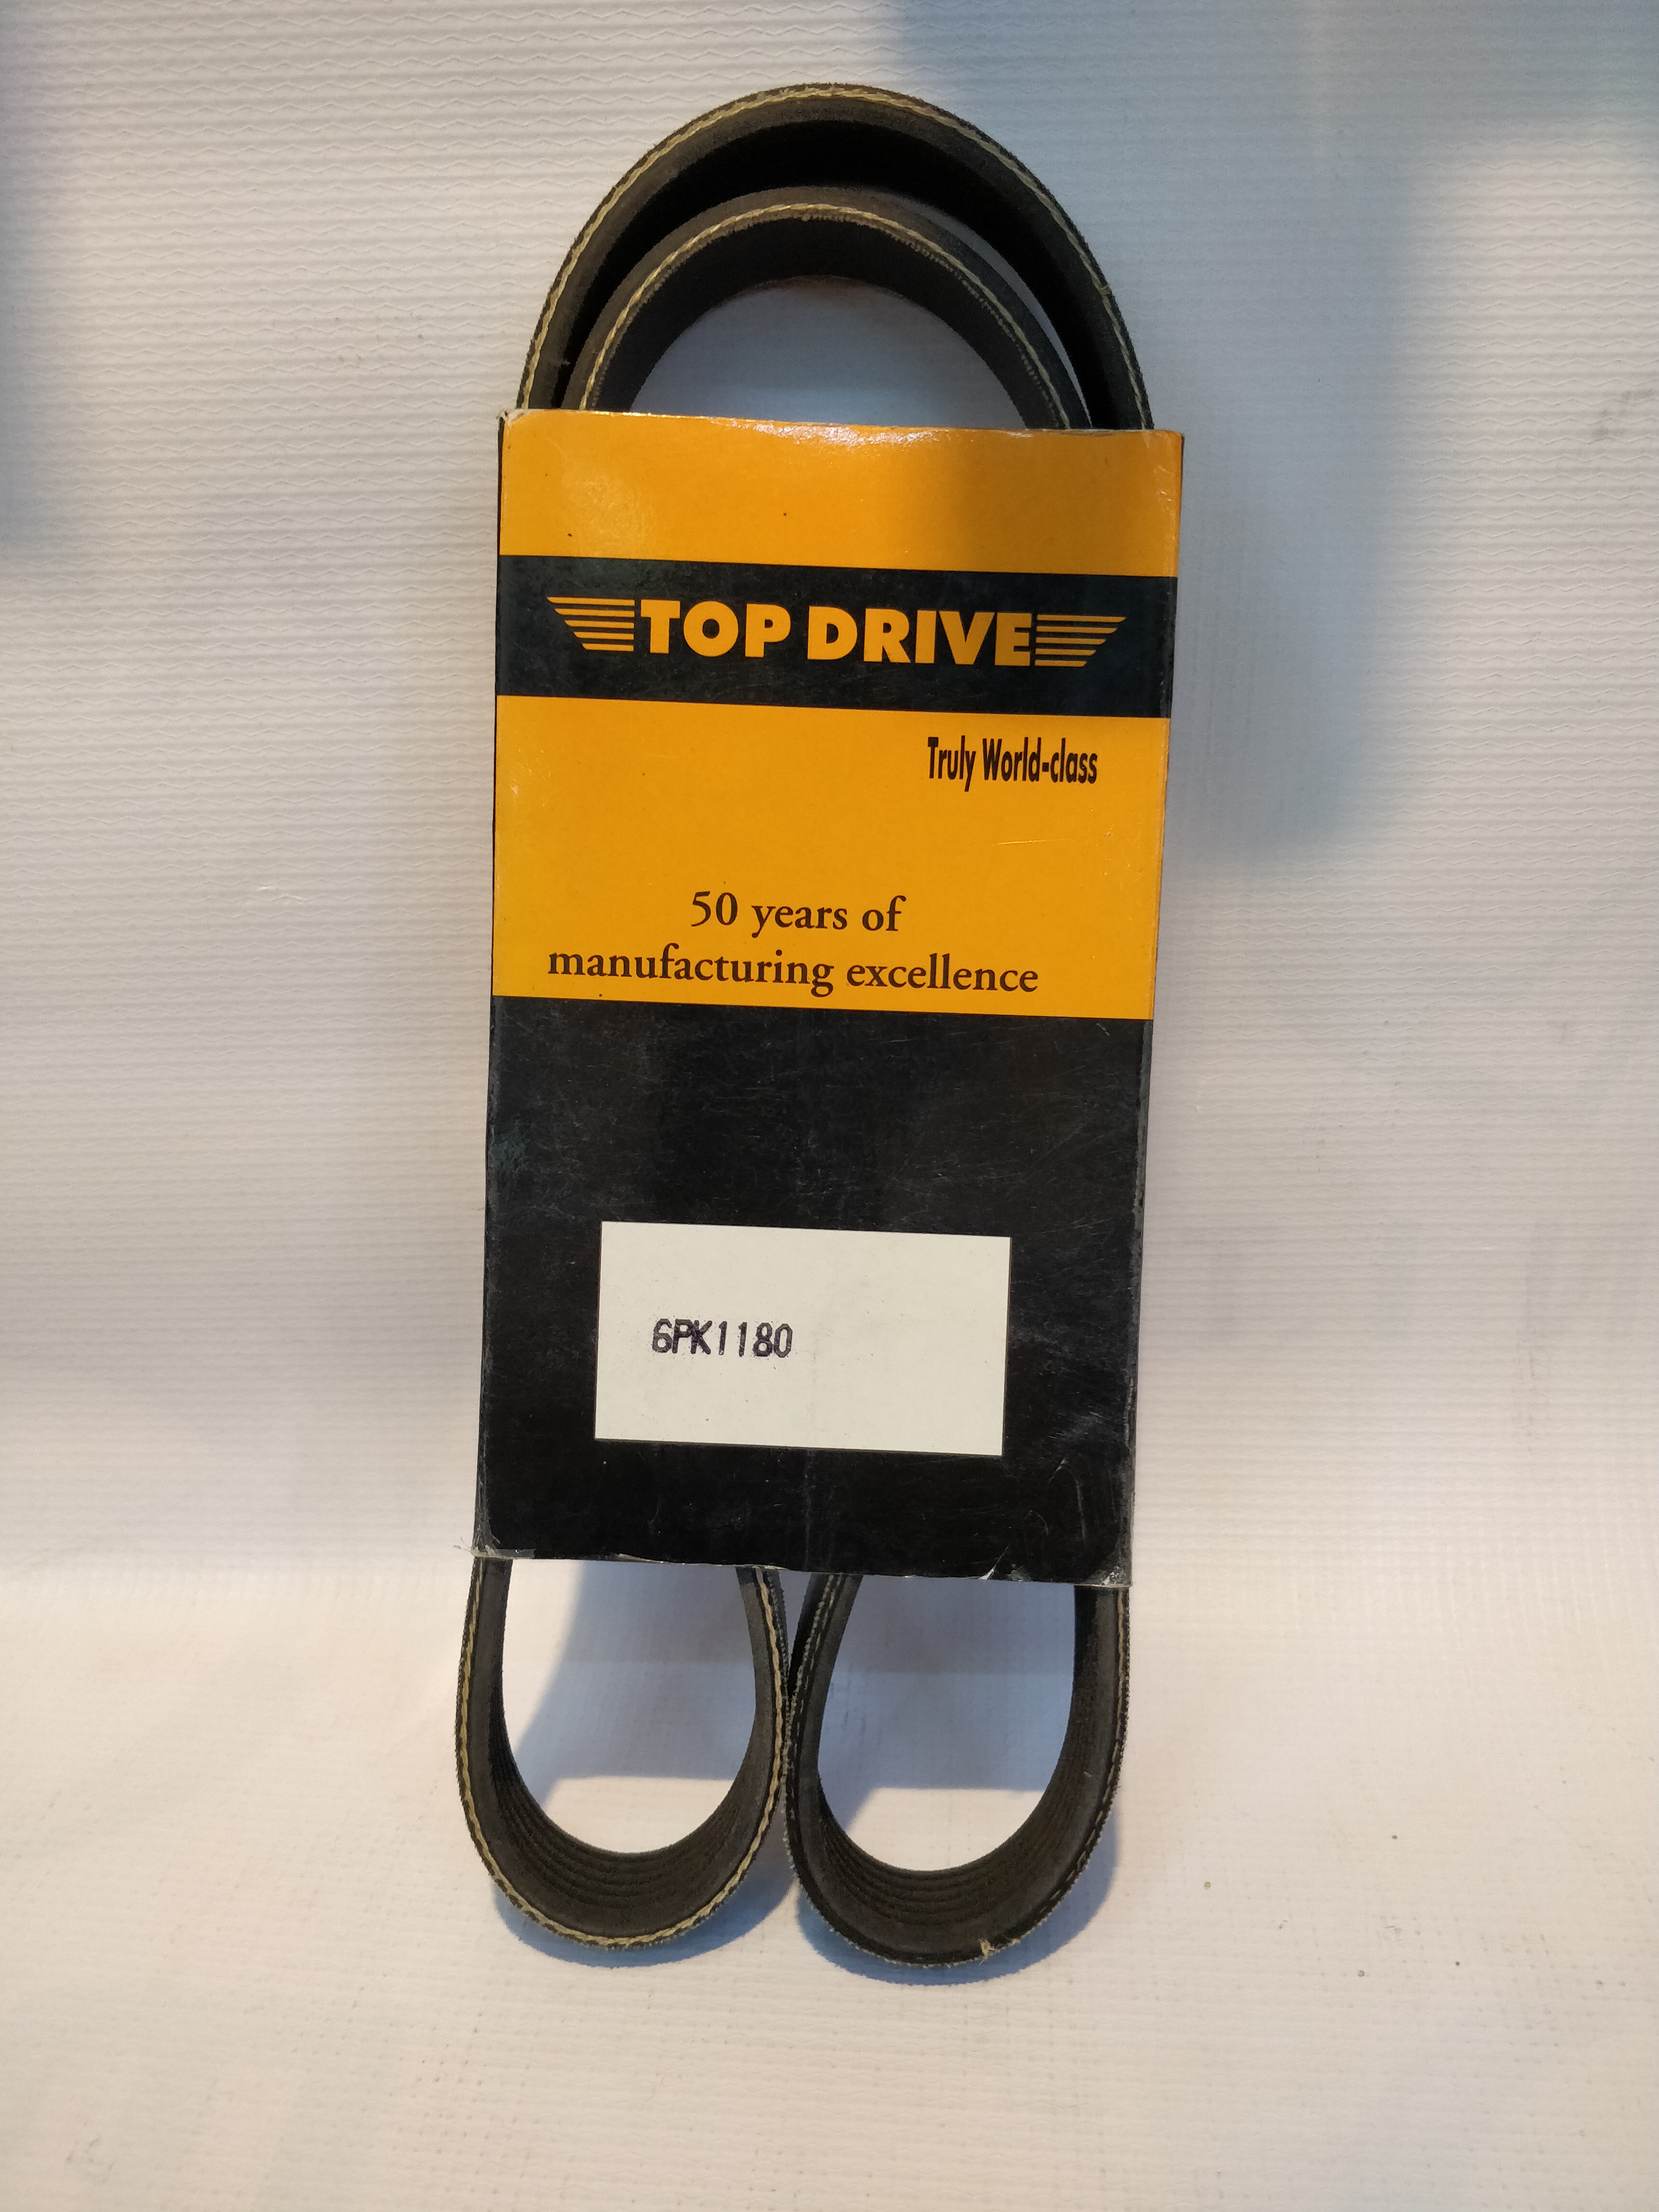 TOP DRIVE
Truly World-class
50 years of
manufacturing excellence
6PK1180